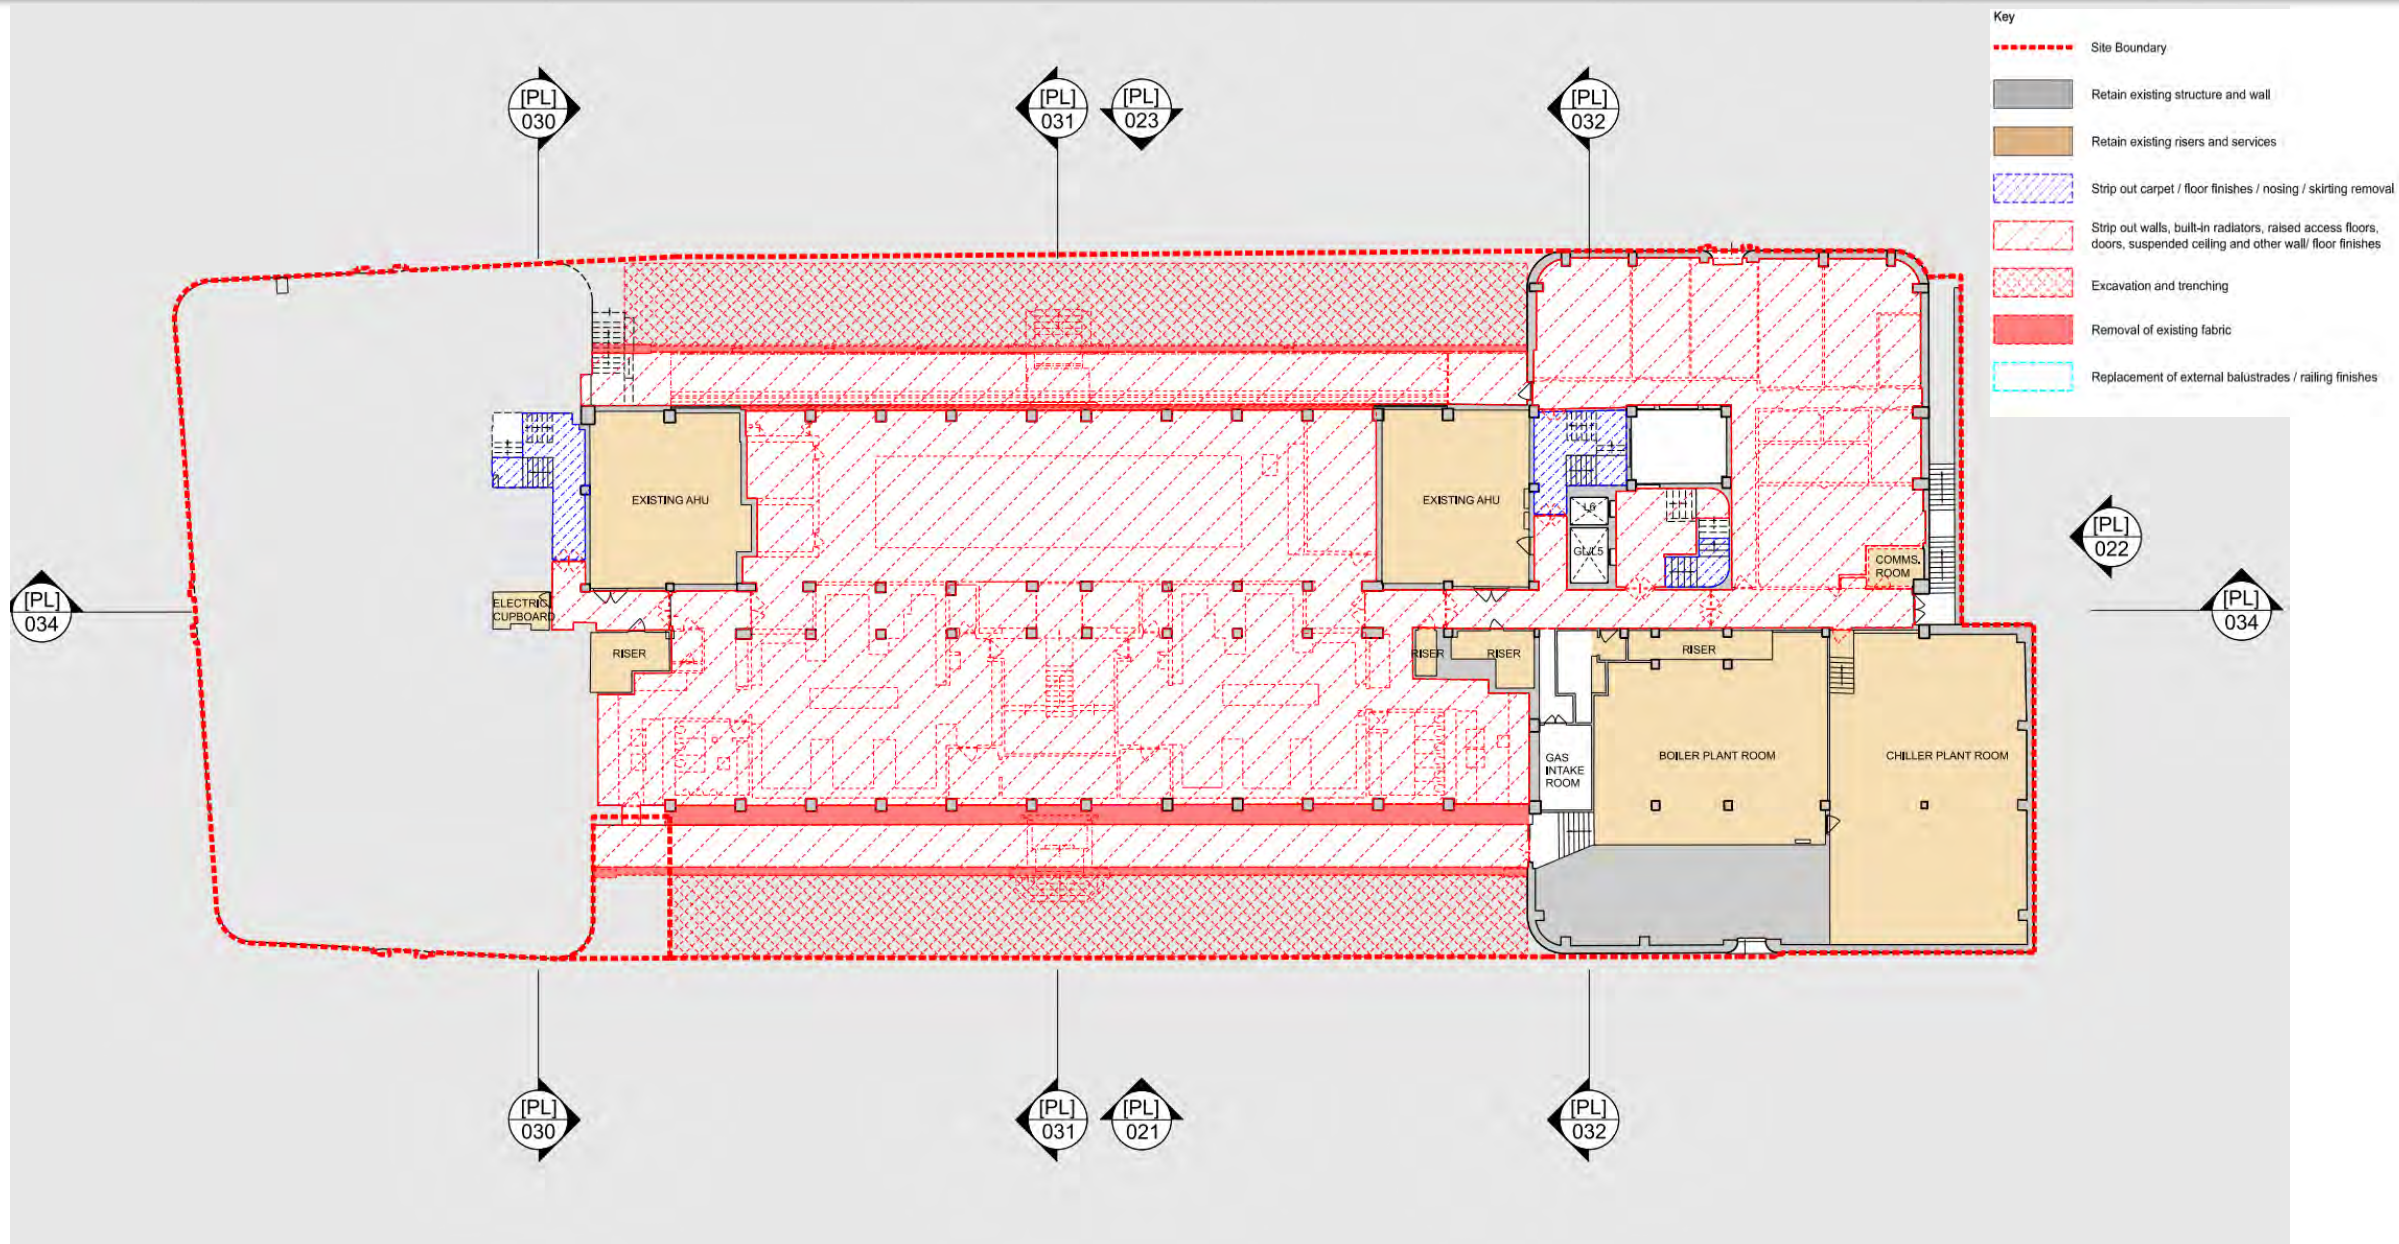 Key
Site Boundary
Retain existing structure and wall
Retain existing risers and services
Strip out carpet / floor finishes / nosing / skirting removal
Strip out walls, built-in radiators, raised access floors,
doors, suspended ceiling and other wall/ floor finishes
Excavation and trenching
Removal of existing fabric
Replacement of external balustrades / railing finishes
[PL]
030
[PL]
031
[PL]
023
[PL]
032
EXISTING AHU
EXISTING AHU
L6
GL/L5
[PL]
022
COMMS.
ROOM
[PL]
034
ELECTRIC
CUPBOARD
[PL]
034
RISER
RISER
RISER
RISER
GAS
INTAKE
ROOM
BOILER PLANT ROOM
CHILLER PLANT ROOM
[PL]
030
[PL]
031
[PL]
021
[PL]
032